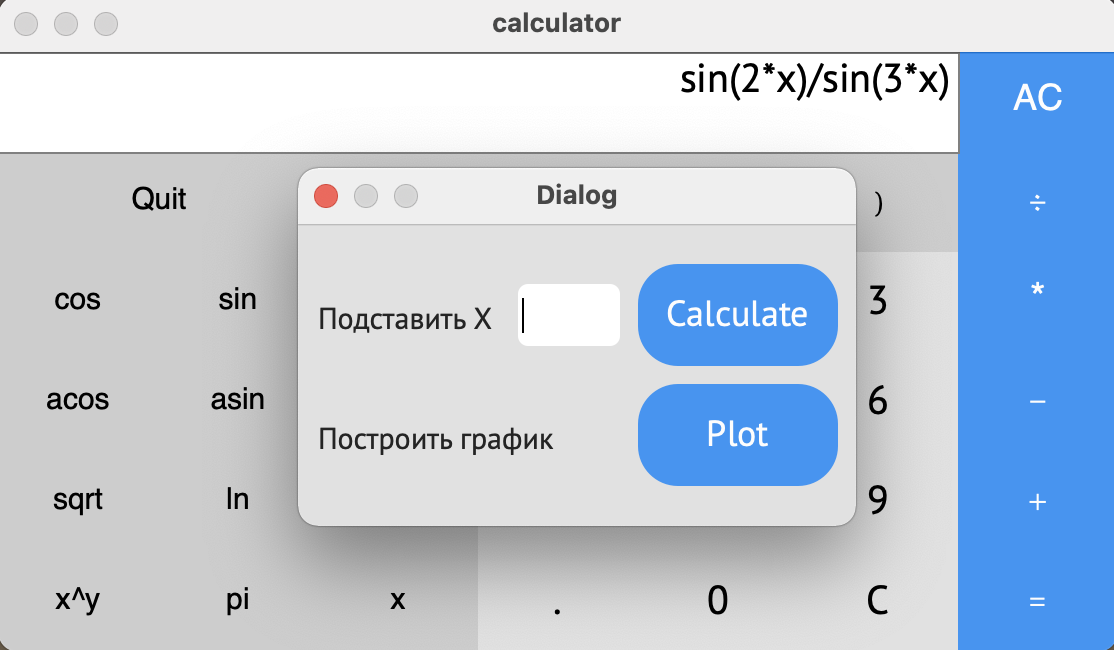 calculator
sin(2*x)/sin(3*x)
AC
Quit
)
÷
Dialog
Подставить X
Calculate
Построить график
Plot
cos
sin
3
*
acos
asin
6
−
sqrt
ln
9
+
x^y
pi
x
.
0
C
=